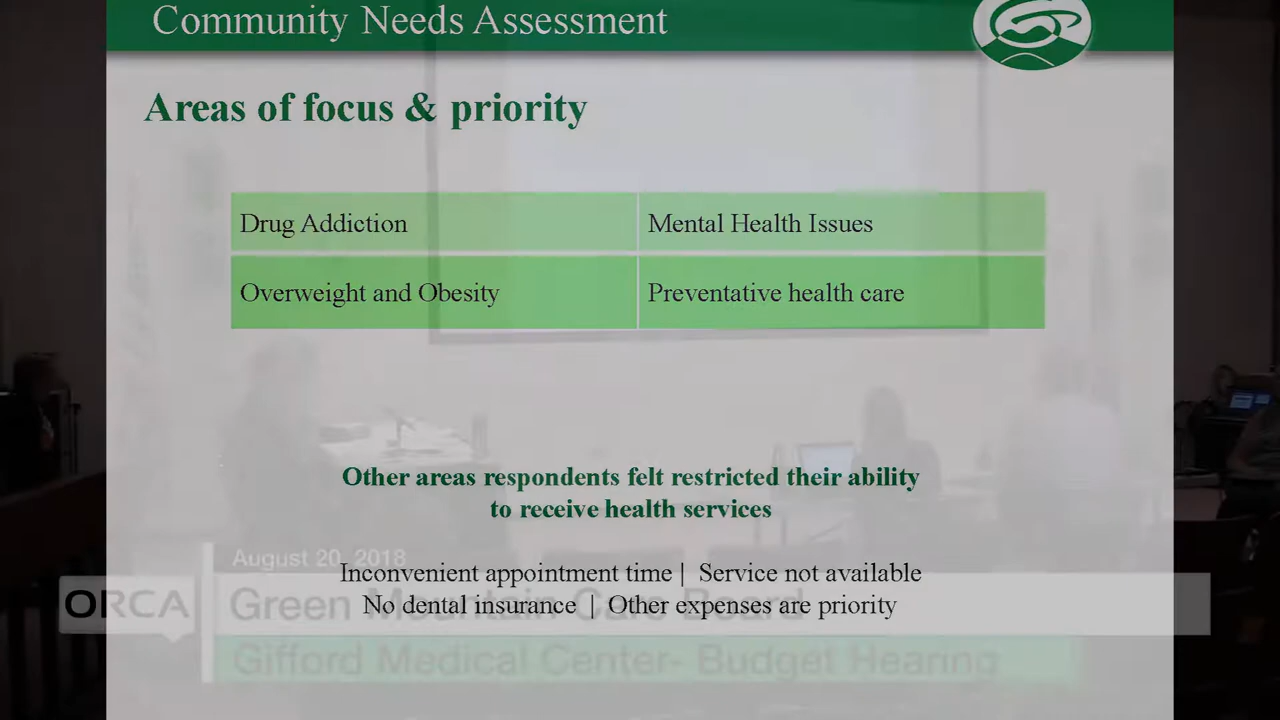 Community Needs Assessment
Areas of focus & priority
Drug Addiction
Mental Health Issues
Overweight and Obesity
Preventative health care
Other areas respondents felt restricted their ability
to receive health services
August 20, 2018
Inconvenient appointment time | Service not available
No dental insurance | Other expenses are priority
ORCA
Green Mountain Care Board
Gifford Medical Center- Budget Hearing